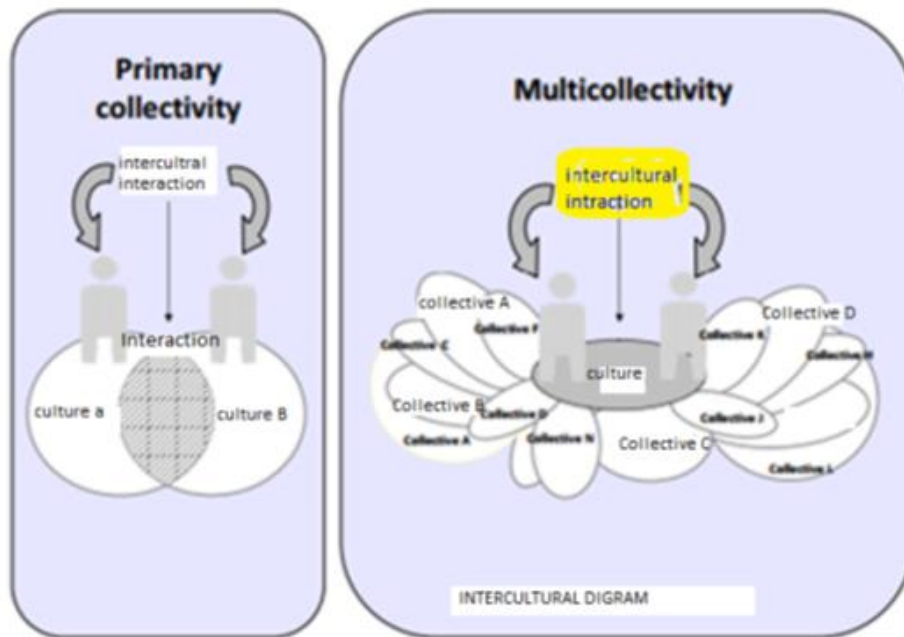 Primary
collectivity
intercultral
interaction
Interaction
culture a
culture B
Multicollectivity
intercultural
intraction
collective A
Collective F
Collective C
Collective B
Collective D
Collective A
Collective N
culture
Collective C
Collective D
Collective K
Collective H
Collective J
Collective L
INTERCULTURAL DIGRAM